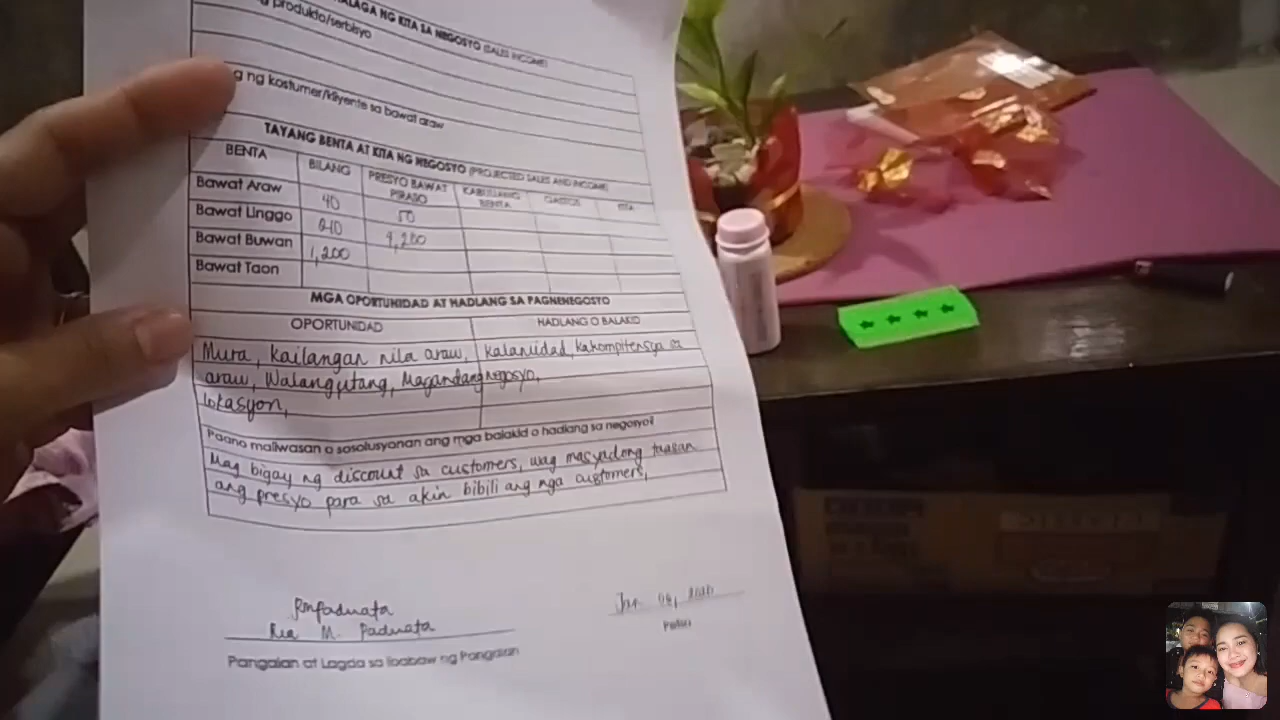 HALAGA NG KITA SA NEGOSYO (SALES INCOME)
produkto/serbisyo
ng kostumer/kliyente sa bawat araw
TAYANG BENTA AT KITA NG NEGOSYO (PROJECTED SALES AND INCOME)
BENTA BILANG PRESYO BAWAT PIRASO KABUUANG BENTA GASTOS KITA
Bawat Araw 40 50
Bawat Linggo 240 9,200
Bawat Buwan 1,200
Bawat Taon
MGA OPORTUNIDAD AT HADLANG SA PAGNENEGOSYO
OPORTUNIDAD HADLANG O BALAKID
Mura, kailangan nila araw, kalamidad, kakompitensya sa
araw, Walang utang, Magandang negosyo,
lokasyon,
Paano maiiwasan o sosolusyonan ang mga balakid o hadlang sa negosyo?
Mag bigay ng discount sa customers, wag masyadong taasan
ang presyo para sa akin bibili ang mga customers,
Ria M. Paduata
Pangalan at Lagda sa Ibabaw ng Pangalan
Petsa